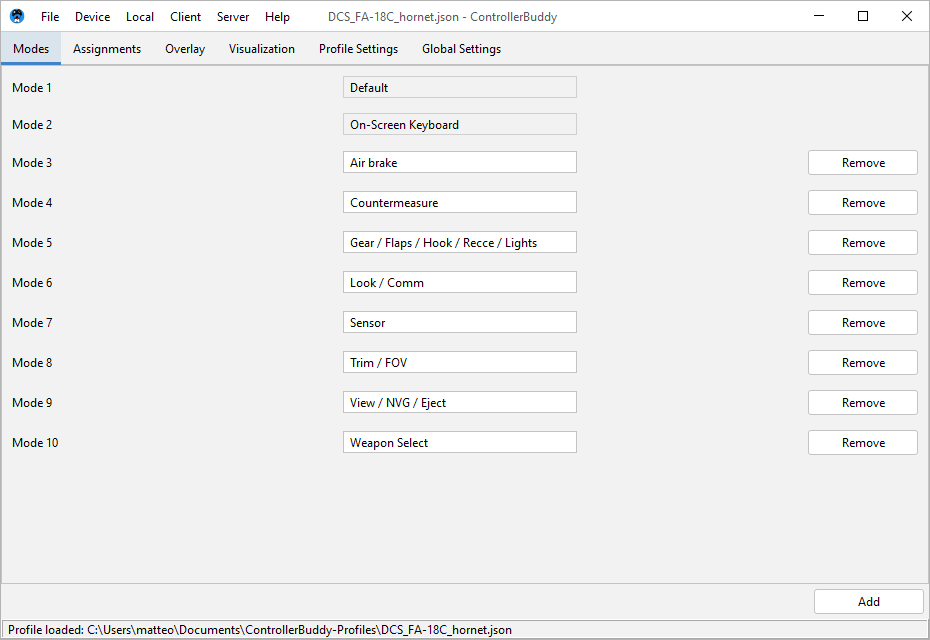 File Device Local Client Server Help DCS_FA-18C_hornet.json - ControllerBuddy
Modes Assignments Overlay Visualization Profile Settings Global Settings
Mode 1 Default
Mode 2 On-Screen Keyboard
Mode 3 Air brake Remove
Mode 4 Countermeasure Remove
Mode 5 Gear / Flaps / Hook / Recce / Lights Remove
Mode 6 Look / Comm Remove
Mode 7 Sensor Remove
Mode 8 Trim / FOV Remove
Mode 9 View / NVG / Eject Remove
Mode 10 Weapon Select Remove
Add
Profile loaded: C:\Users\matteo\Documents\ControllerBuddy-Profiles\DCS_FA-18C_hornet.json